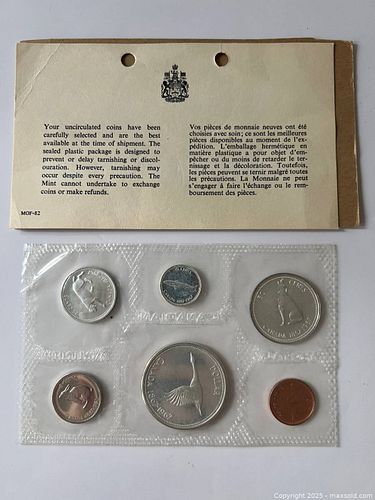 Your uncirculated coins have been
carefully selected and are the best
available at the time of shipment. The
sealed plastic package is designed to
prevent or delay tarnishing or discol-
ouration. However, tarnishing may
occur despite every precaution. The
Mint cannot undertake to exchange
coins or make refunds.
Vos pièces de monnaie neuves ont été
choisies avec soin; ce sont les meilleures
pièces disponibles au moment de l'ex-
pédition. L'emballage hermétique en
matière plastique a pour objet d'em-
pêcher ou du moins de retarder le ter-
nissage et la décoloration. Toutefois,
les pièces peuvent se ternir malgré toutes
les précautions. La Monnaie ne peut
s'engager à faire l'échange ou le rem-
boursement des pièces.
MOF-82
50 CENTS
CANADA 1867-1967
DOLLAR
Copyright 2025 - maxsold.com